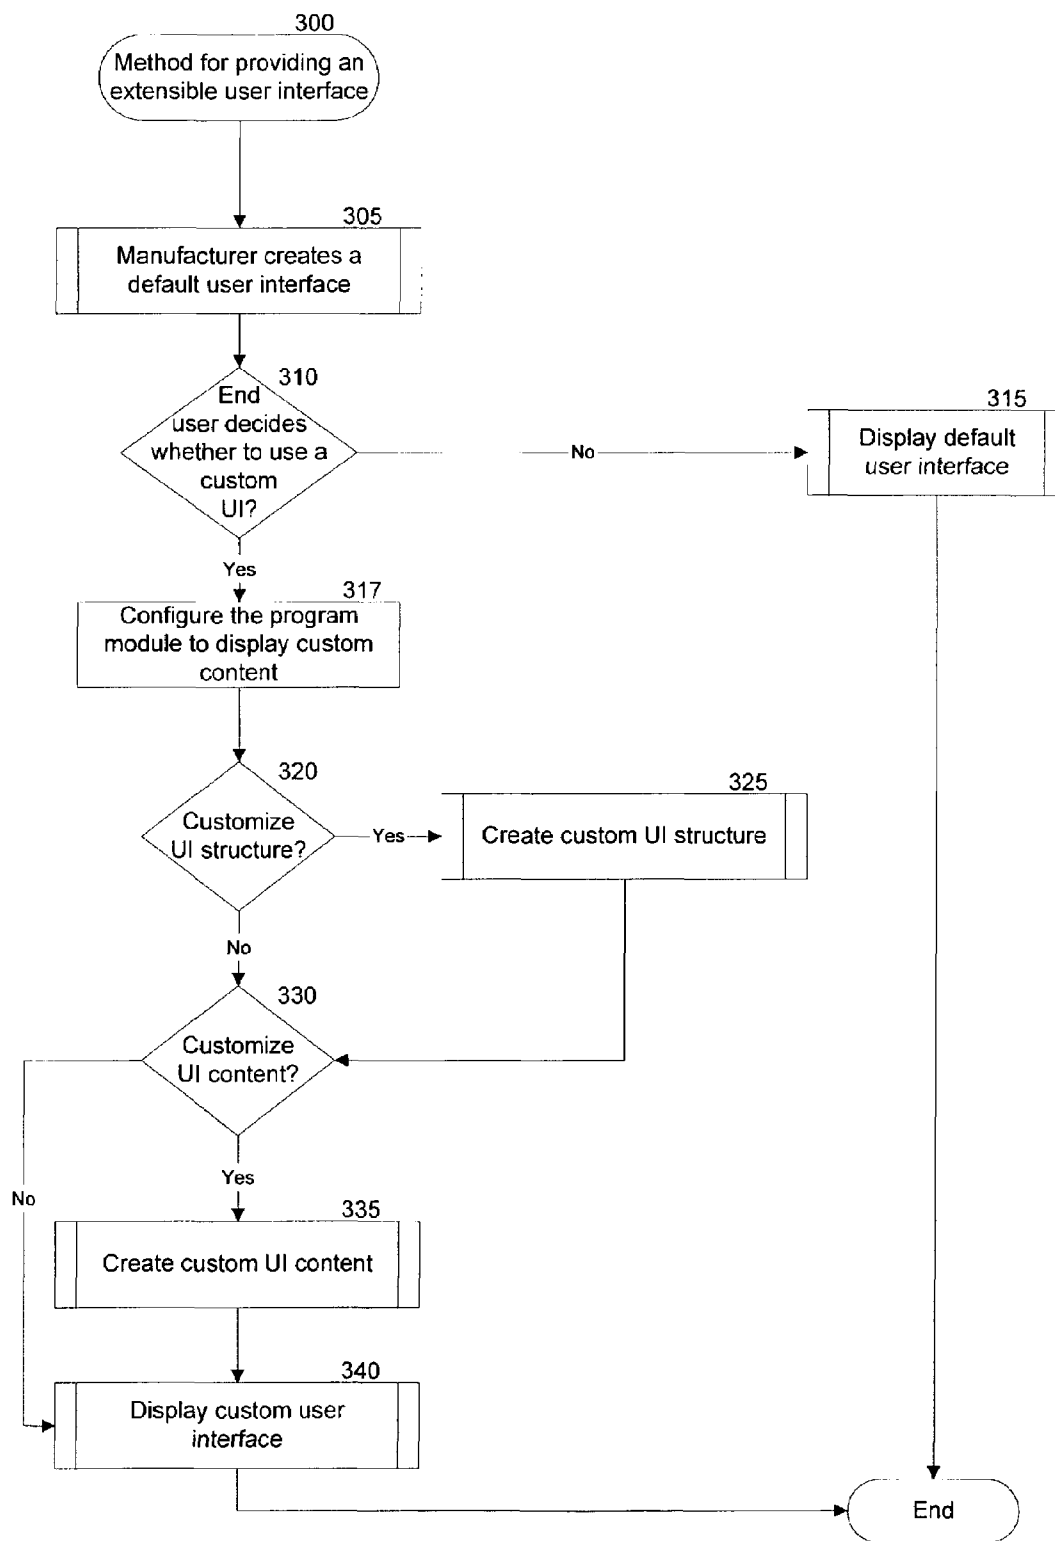 300
Method for providing an
extensible user interface
305
Manufacturer creates a
default user interface
310
End
user decides
whether to use a
custom
UI?
No
315
Display default
user interface
Yes
317
Configure the program
module to display custom
content
320
Customize
UI structure?
Yes
325
Create custom UI structure
No
330
Customize
UI content?
Yes
No
335
Create custom UI content
340
Display custom user
interface
End